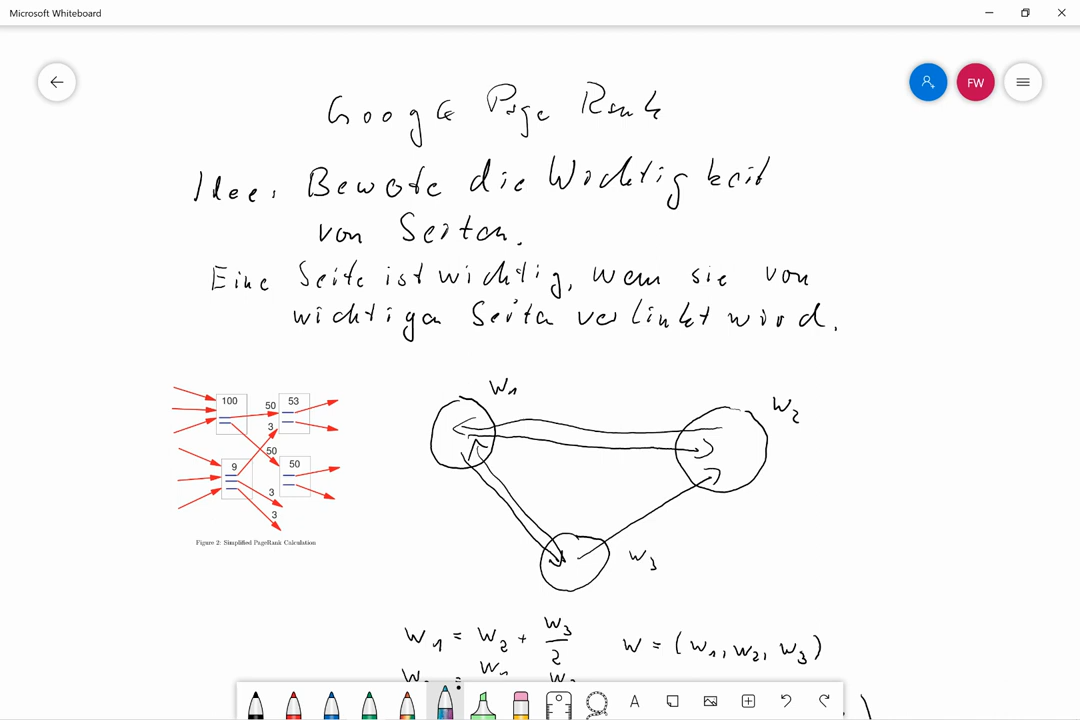 Microsoft Whiteboard
FW
Google Page Rank
Idee: Bewerte die Wichtigkeit
von Seiten.
Eine Seite ist wichtig, wenn sie von
wichtigen Seiten verlinkt wird.
100
50
53
3
50
9
50
3
3
Figure 2: Simplified PageRank Calculation
W1
W2
W3
W1 = W2 + W3/2
W = (W1, W2, W3)
A